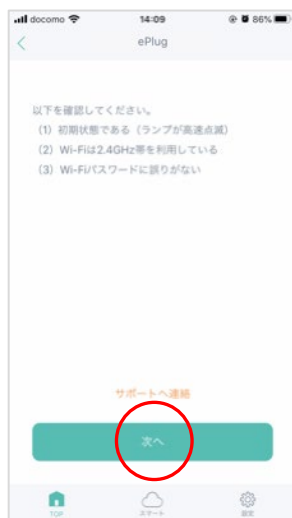 docomo 14:09 86%
ePlug
以下を確認してください。
(1) 初期状態である（ランプが高速点滅）
(2) Wi-Fiは2.4GHz帯を利用している
(3) Wi-Fiパスワードに誤りがない
サポートへ連絡
次へ
TOP スマート 設定